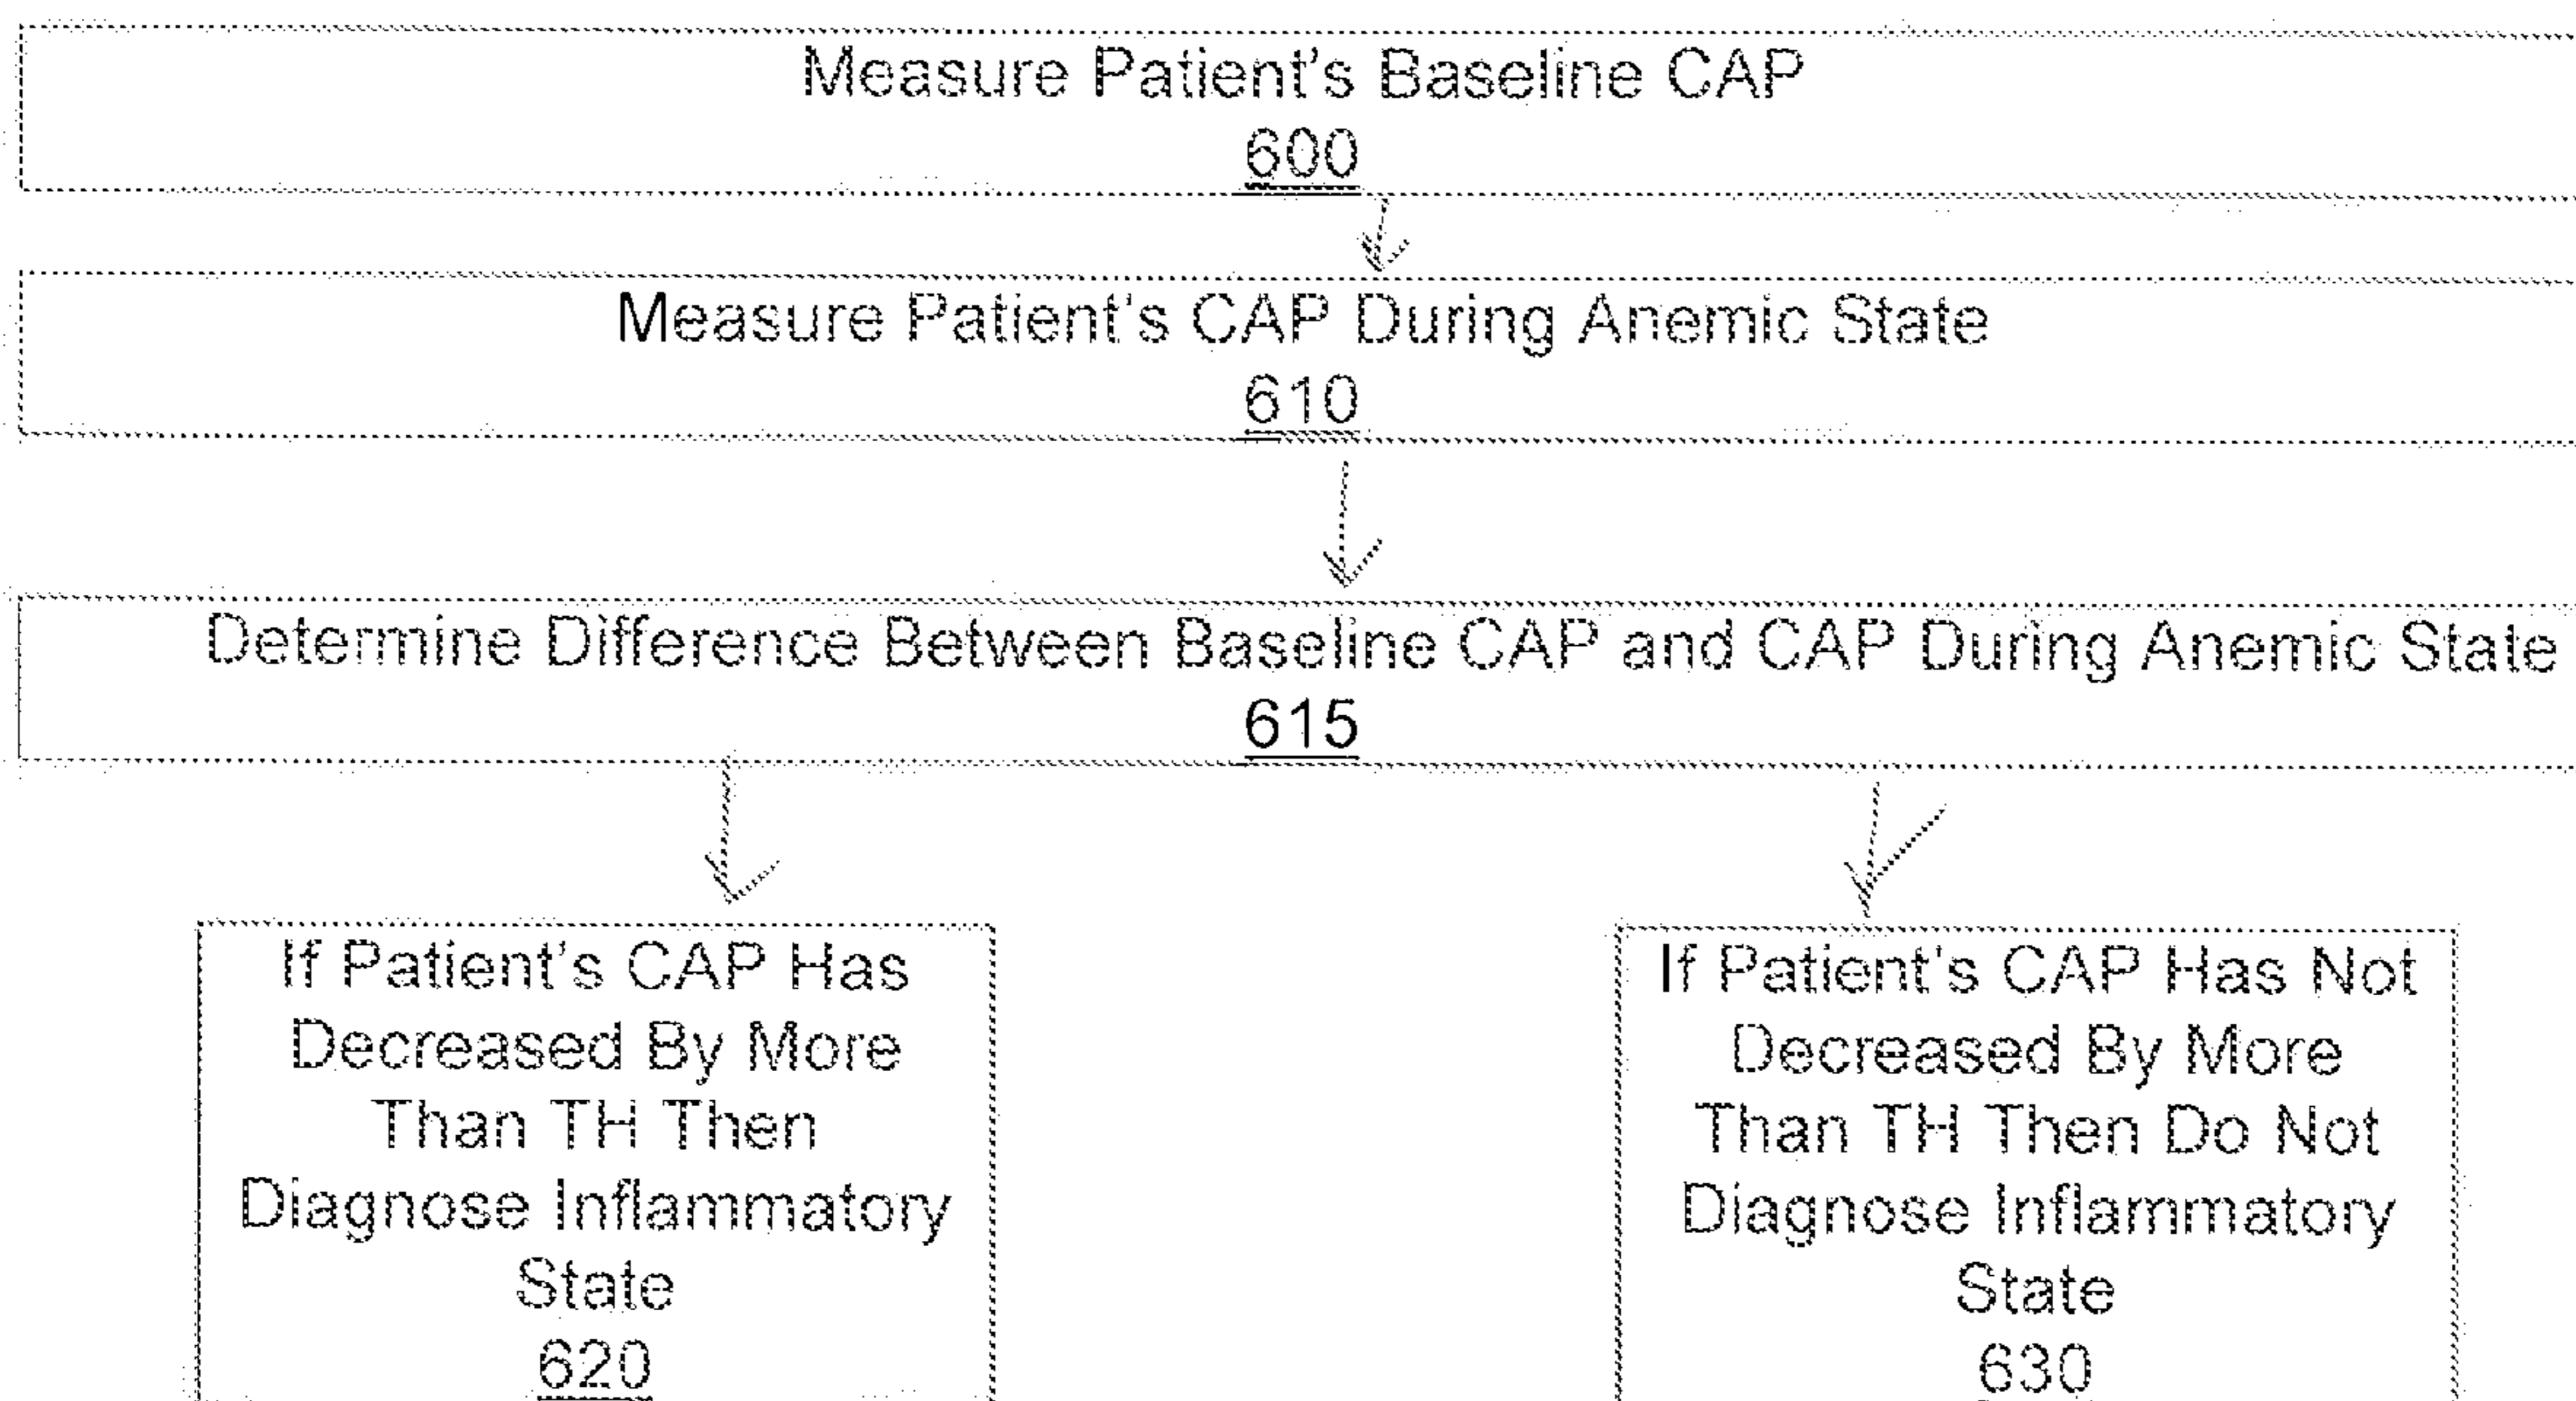 Measure Patient's Baseline CAP
600
Measure Patient's CAP During Anemic State
610
Determine Difference Between Baseline CAP and CAP During Anemic State
615
If Patient's CAP Has
Decreased By More
Than TH Then
Diagnose Inflammatory
State
620
If Patient's CAP Has Not
Decreased By More
Than TH Then Do Not
Diagnose Inflammatory
State
630